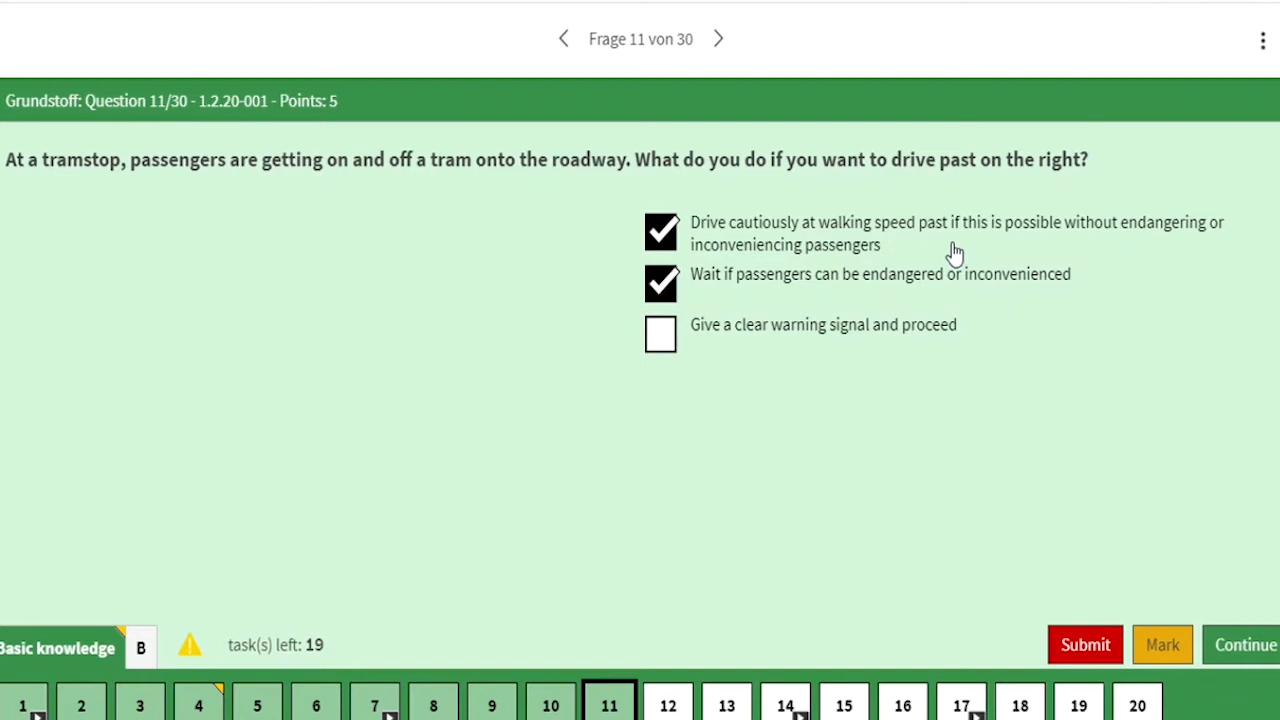 Frage 11 von 30
Grundstoff: Question 11/30 - 1.2.20-001 - Points: 5
At a tramstop, passengers are getting on and off a tram onto the roadway. What do you do if you want to drive past on the right?
Drive cautiously at walking speed past if this is possible without endangering or
inconveniencing passengers
Wait if passengers can be endangered or inconvenienced
Give a clear warning signal and proceed
Basic knowledge B task(s) left: 19 Submit Mark Continue
1 2 3 4 5 6 7 8 9 10 11 12 13 14 15 16 17 18 19 20